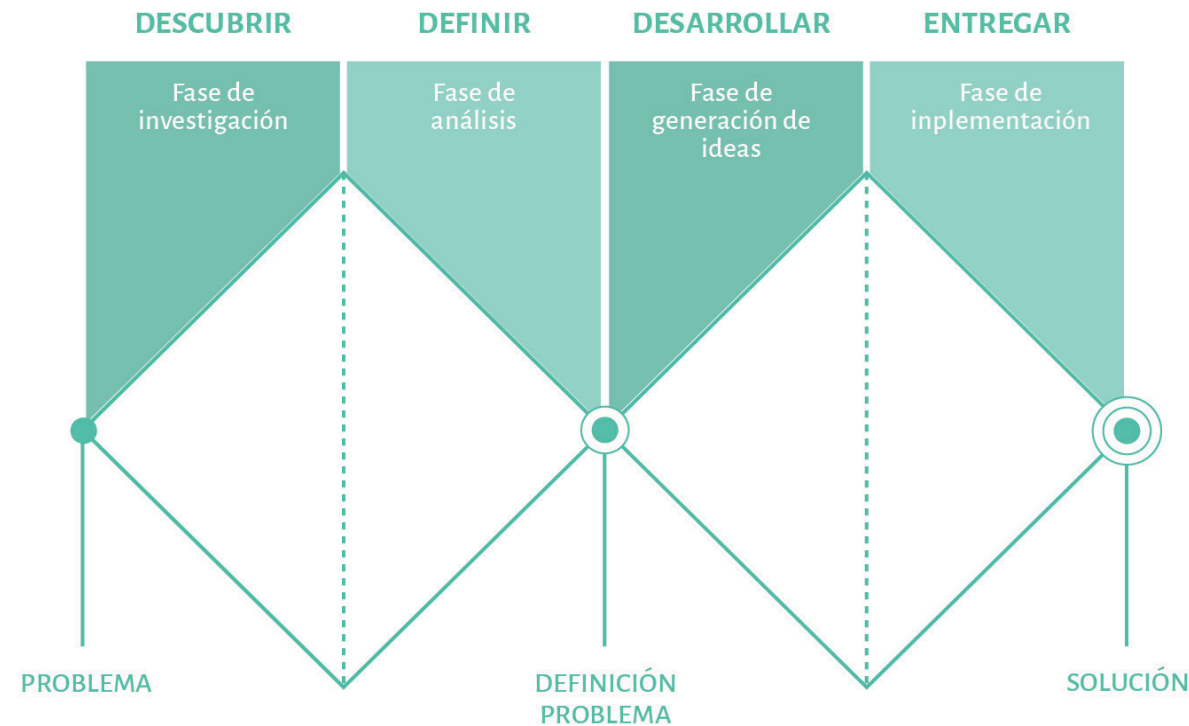 DESCUBRIR
DEFINIR
DESARROLLAR
ENTREGAR
Fase de
investigación
Fase de
análisis
Fase de
generación de
ideas
Fase de
inplementación
PROBLEMA
DEFINICIÓN
PROBLEMA
SOLUCIÓN